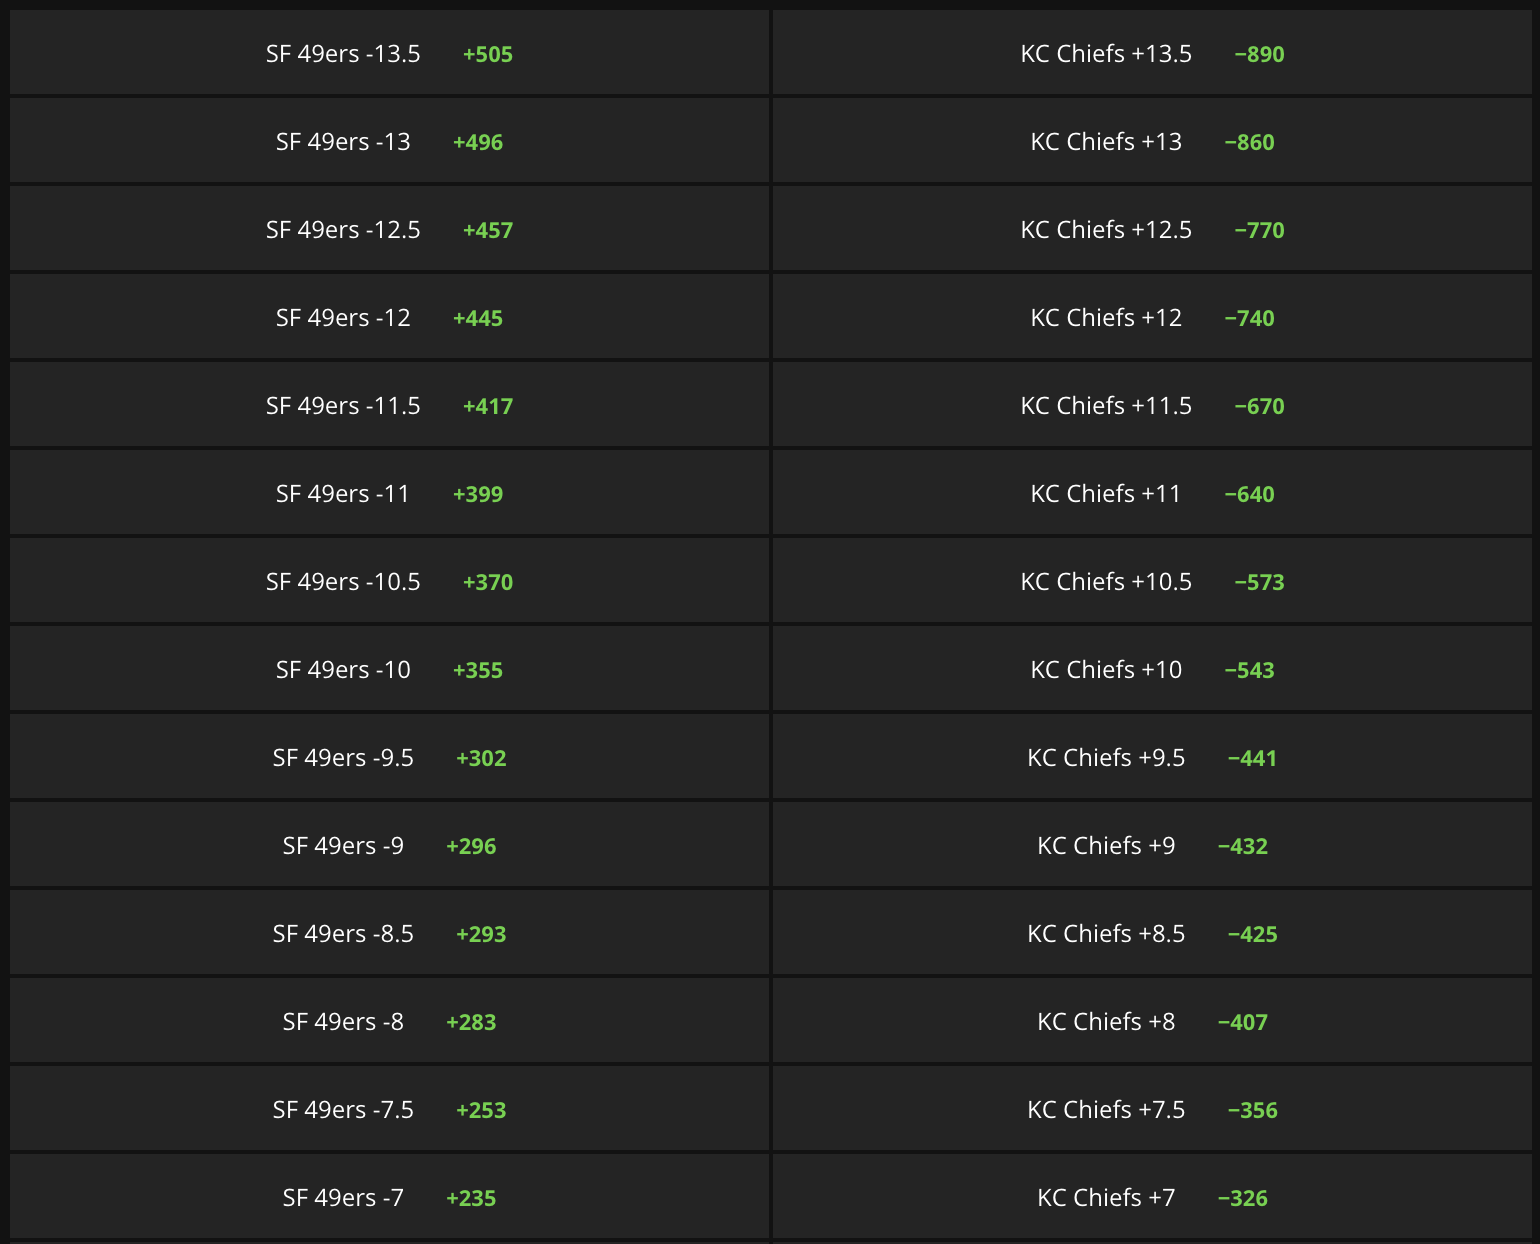 SF 49ers -13.5 +505 KC Chiefs +13.5 −890
SF 49ers -13 +496 KC Chiefs +13 −860
SF 49ers -12.5 +457 KC Chiefs +12.5 −770
SF 49ers -12 +445 KC Chiefs +12 −740
SF 49ers -11.5 +417 KC Chiefs +11.5 −670
SF 49ers -11 +399 KC Chiefs +11 −640
SF 49ers -10.5 +370 KC Chiefs +10.5 −573
SF 49ers -10 +355 KC Chiefs +10 −543
SF 49ers -9.5 +302 KC Chiefs +9.5 −441
SF 49ers -9 +296 KC Chiefs +9 −432
SF 49ers -8.5 +293 KC Chiefs +8.5 −425
SF 49ers -8 +283 KC Chiefs +8 −407
SF 49ers -7.5 +253 KC Chiefs +7.5 −356
SF 49ers -7 +235 KC Chiefs +7 −326